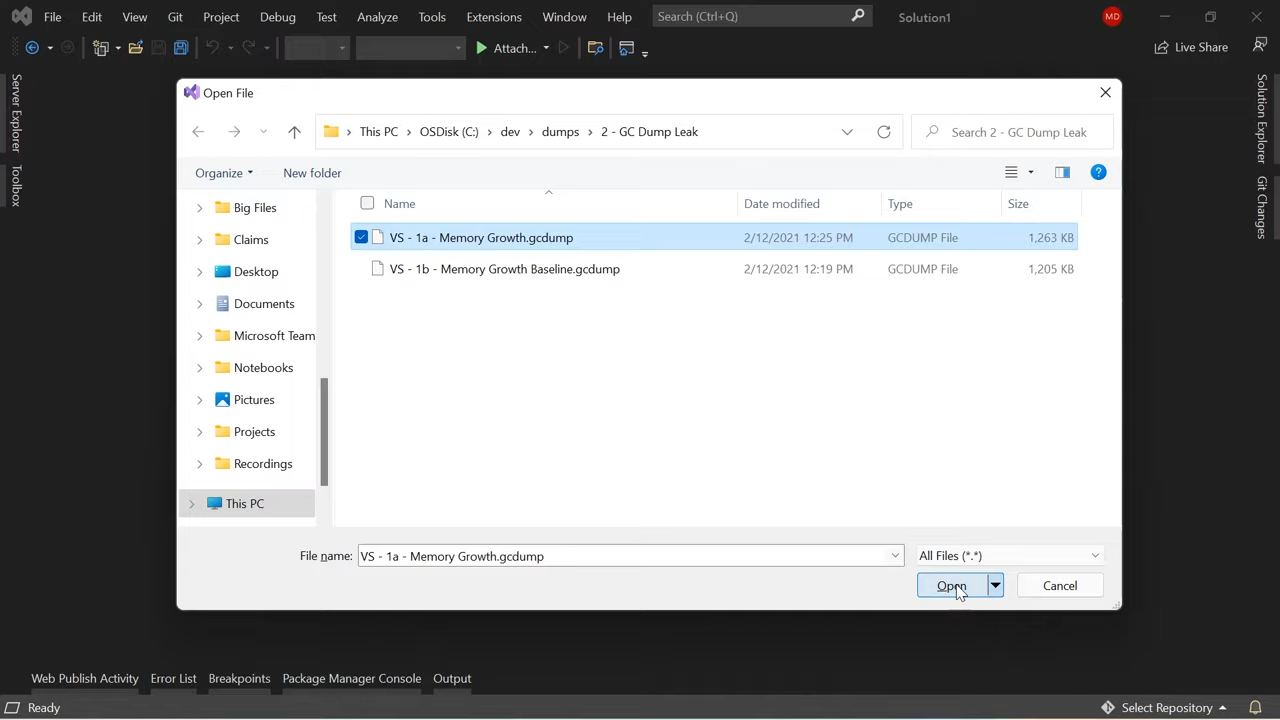 File Edit View Git Project Debug Test Analyze Tools Extensions Window Help Search (Ctrl+Q) Solution1 MD
Attach... Live Share
Server Explorer
Toolbox
Solution Explorer
Git Changes
Open File
This PC OSDisk (C:) dev dumps 2 - GC Dump Leak Search 2 - GC Dump Leak
Organize New folder ?
Name Date modified Type Size
VS - 1a - Memory Growth.gcdump 2/12/2021 12:25 PM GCDUMP File 1,263 KB
VS - 1b - Memory Growth Baseline.gcdump 2/12/2021 12:19 PM GCDUMP File 1,205 KB
Big Files
Claims
Desktop
Documents
Microsoft Team
Notebooks
Pictures
Projects
Recordings
This PC
File name: VS - 1a - Memory Growth.gcdump All Files (*.*)
Open Cancel
Web Publish Activity Error List Breakpoints Package Manager Console Output
Ready Select Repository